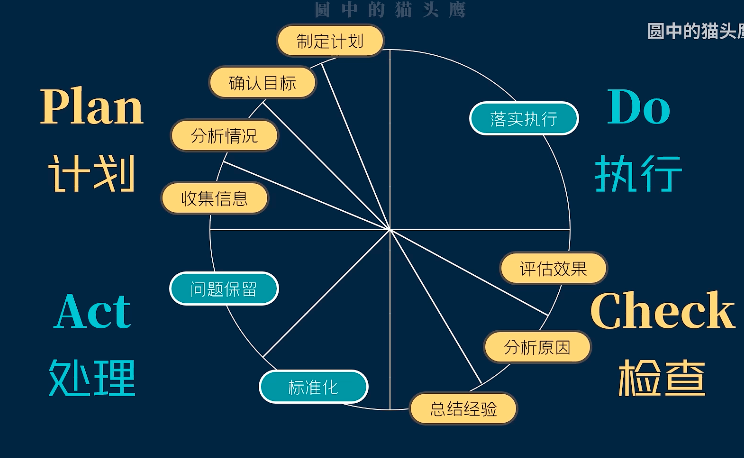 圆中的猫头鹰
圆中的猫头鹰
制定计划
确认目标
分析情况
收集信息
Plan
计划
落实执行
Do
执行
评估效果
分析原因
总结经验
Check
检查
问题保留
标准化
Act
处理